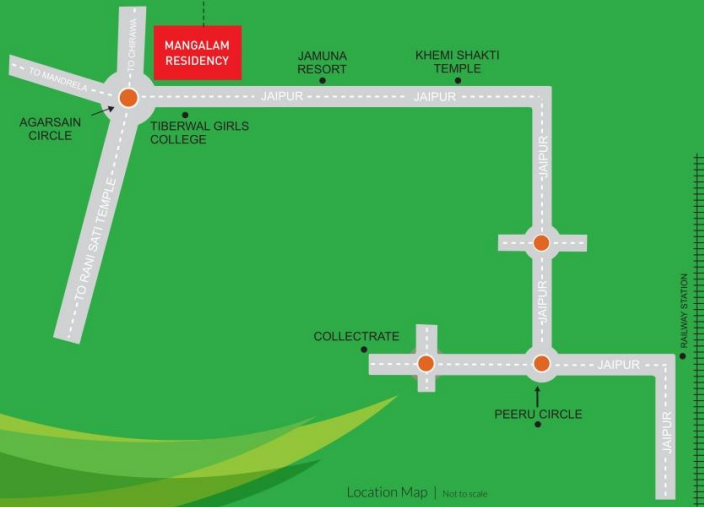 TO CHIRAWA
MANGALAM
RESIDENCY
TO MANDRELA
JAMUNA
RESORT
KHEMI SHAKTI
TEMPLE
JAIPUR
JAIPUR
AGARSAIN
CIRCLE
TIBERWAL GIRLS
COLLEGE
JAIPUR
TO RANI SATI TEMPLE
JAIPUR
RAILWAY STATION
COLLECTRATE
JAIPUR
PEERU CIRCLE
JAIPUR
Location Map | Not to scale